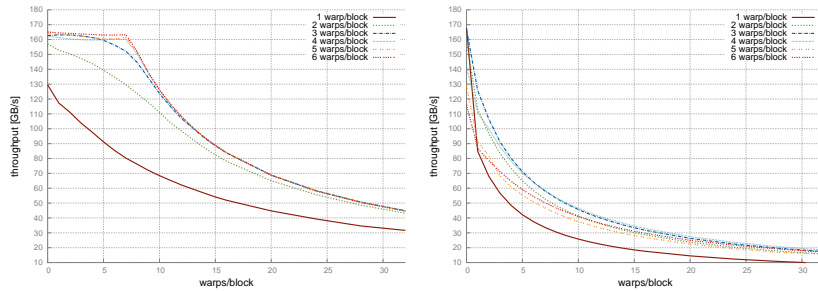 180
170
160
150
140
130
120
110
100
90
80
70
60
50
40
30
20
10
throughput [GB/s]
1 warp/block
2 warps/block
3 warps/block
4 warps/block
5 warps/block
6 warps/block
0 5 10 15 20 25 30
warps/block
180
170
160
150
140
130
120
110
100
90
80
70
60
50
40
30
20
10
throughput [GB/s]
1 warp/block
2 warps/block
3 warps/block
4 warps/block
5 warps/block
6 warps/block
0 5 10 15 20 25 30
warps/block